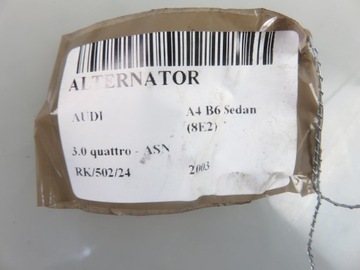 ALTERNATOR
AUDI A4 B6 Sedan
(8E2)
3.0 quattro - ASN
RK/502/24 2003